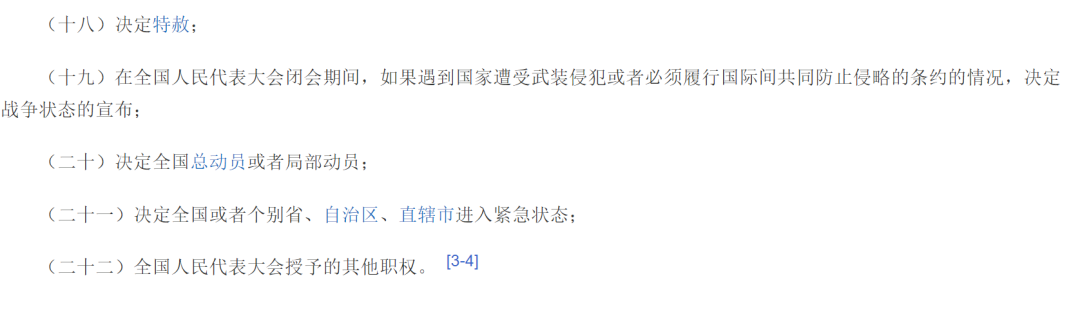 （十八）决定特赦；
（十九）在全国人民代表大会闭会期间，如果遇到国家遭受武装侵犯或者必须履行国际间共同防止侵略的条约的情况，决定
战争状态的宣布；
（二十）决定全国总动员或者局部动员；
（二十一）决定全国或者个别省、自治区、直辖市进入紧急状态；
（二十二）全国人民代表大会授予的其他职权。 [3-4]